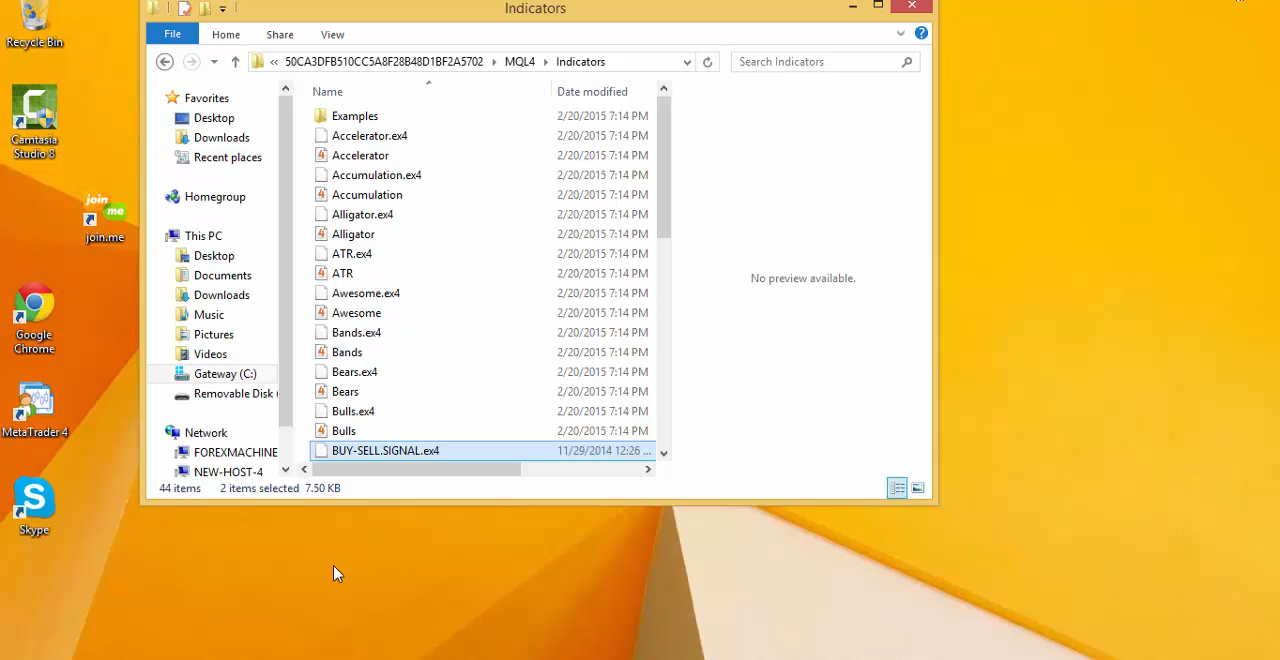 Indicators
File Home Share View
« 50CA3DFB510CC5A8F28B48D1BF2A5702 MQL4 Indicators
Search Indicators
Recycle Bin
Camtasia
Studio 8
join
me
join.me
Google
Chrome
MetaTrader 4
Skype
Favorites
Desktop
Downloads
Recent places
Homegroup
This PC
Desktop
Documents
Downloads
Music
Pictures
Videos
Gateway (C:)
Removable Disk (
Network
FOREXMACHINE
NEW-HOST-4
Name Date modified
Examples 2/20/2015 7:14 PM
Accelerator.ex4 2/20/2015 7:14 PM
Accelerator 2/20/2015 7:14 PM
Accumulation.ex4 2/20/2015 7:14 PM
Accumulation 2/20/2015 7:14 PM
Alligator.ex4 2/20/2015 7:14 PM
Alligator 2/20/2015 7:14 PM
ATR.ex4 2/20/2015 7:14 PM
ATR 2/20/2015 7:14 PM
Awesome.ex4 2/20/2015 7:14 PM
Awesome 2/20/2015 7:14 PM
Bands.ex4 2/20/2015 7:14 PM
Bands 2/20/2015 7:14 PM
Bears.ex4 2/20/2015 7:14 PM
Bears 2/20/2015 7:14 PM
Bulls.ex4 2/20/2015 7:14 PM
Bulls 2/20/2015 7:14 PM
BUY-SELL.SIGNAL.ex4 11/29/2014 12:26 ...
No preview available.
44 items 2 items selected 7.50 KB